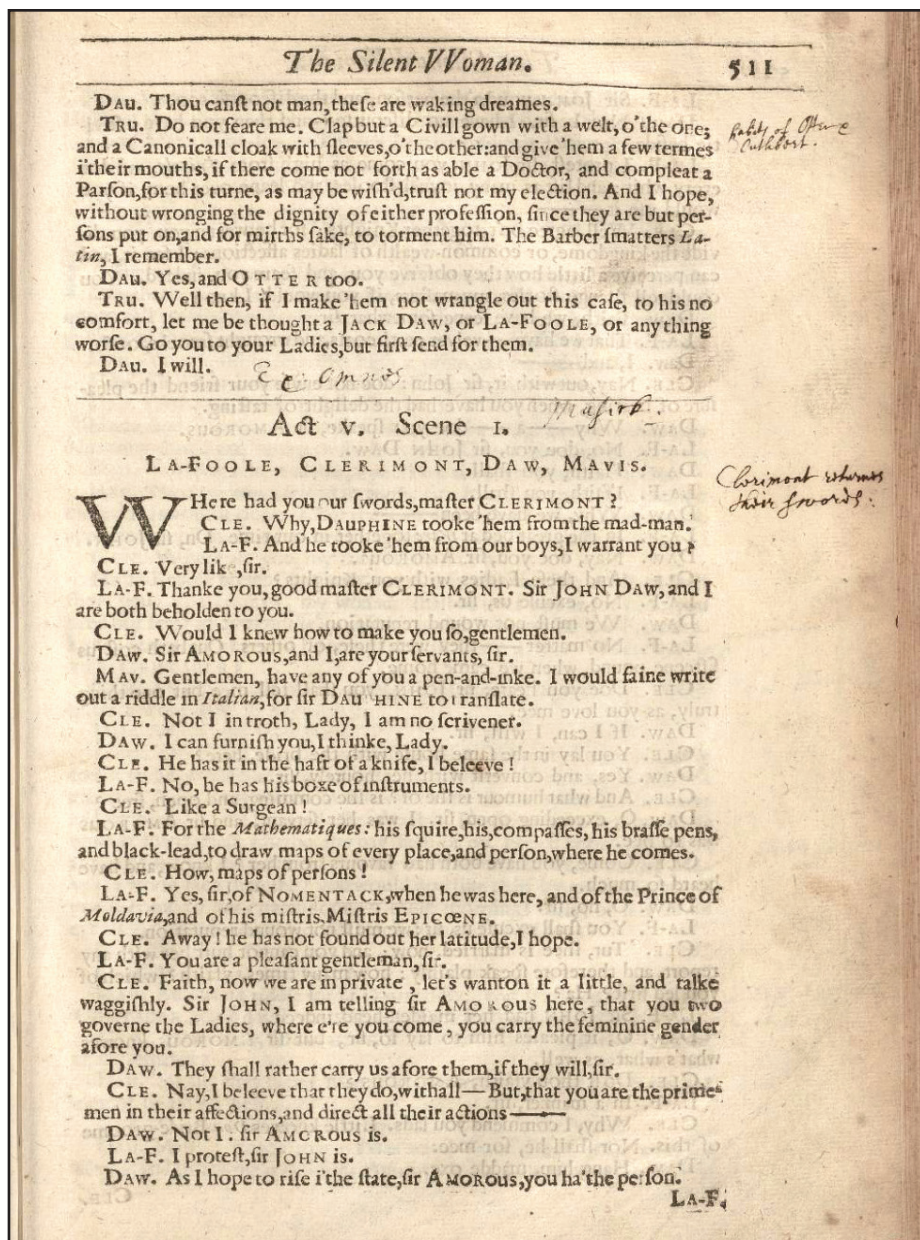 The Silent VVoman. 511
DAU. Thou canſt not man, theſe are waking dreames.
TRU. Do not feare me. Clap but a Civill gown with a welt, o'the one;
and a Canonicall cloak with ſleeves, o'the other: and give 'hem a few termes
i'their mouths, if there come not forth as able a Doctor, and compleat a
Parſon, for this turne, as may be wiſh'd, truſt not my election. And I hope,
without wronging the dignity of either profeſſion, ſince they are but per-
ſons put on, and for mirths ſake, to torment him. The Barber ſmatters La-
tin, I remember.
DAU. Yes, and OTTER too.
TRU. Well then, if I make 'hem not wrangle out this caſe, to his no
comfort, let me be thought a JACK DAW, or LA-FOOLE, or any thing
worſe. Go you to your Ladies, but firſt ſend for them.
DAU. I will. Ex: Omnes
habits of Otter &
Cuthbert.
Muſick.
Act v. Scene I.
LA-FOOLE, CLERIMONT, DAW, MAVIS.
WHere had you our ſwords, maſter CLERIMONT?
CLE. Why, DAUPHINE tooke 'hem from the mad-man.
LA-F. And he tooke 'hem from our boys, I warrant you?
Clerimont returnes
their ſwords:
CLE. Very lik , ſir.
LA-F. Thanke you, good maſter CLERIMONT. Sir JOHN DAW, and I
are both beholden to you.
CLE. Would I knew how to make you ſo, gentlemen.
DAW. Sir AMOROUS, and I, are your ſervants, ſir.
MAV. Gentlemen, have any of you a pen-and-inke. I would faine write
out a riddle in Italian, for ſir DAU HINE to tranſlate.
CLE. Not I in troth, Lady, I am no ſcrivener.
DAW. I can furniſh you, I thinke, Lady.
CLE. He has it in the haft of a knife, I beleeve!
LA-F. No, he has his boxe of inſtruments.
CLE. Like a Surgean!
LA-F. For the Mathematiques: his ſquire, his, compaſſes, his braſſe pens,
and black-lead, to draw maps of every place, and perſon, where he comes.
CLE. How, maps of perſons!
LA-F. Yes, ſir, of NOMENTACK, when he was here, and of the Prince of
Moldavia, and of his miſtris, Miſtris EPICŒNE.
CLE. Away! he has not found out her latitude, I hope.
LA-F. You are a pleaſant gentleman, ſir.
CLE. Faith, now we are in private, let's wanton it a little, and talke
waggiſhly. Sir JOHN, I am telling ſir AMOROUS here, that you two
governe the Ladies, where e're you come, you carry the feminine gender
afore you.
DAW. They ſhall rather carry us afore them, if they will, ſir.
CLE. Nay, I beleeve that they do, withall—But, that you are the prime
men in their affections, and direct all their actions——
DAW. Not I. ſir AMOROUS is.
LA-F. I proteſt, ſir JOHN is.
DAW. As I hope to riſe i'the ſtate, ſir AMOROUS, you ha'the perſon.
LA-F.